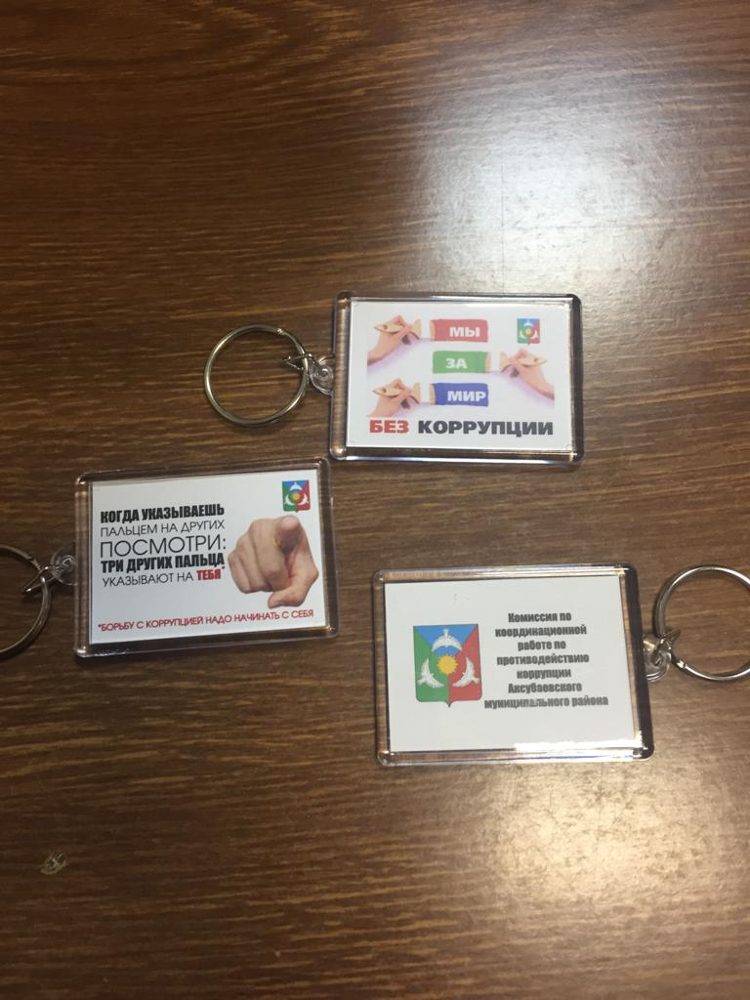 МЫ
ЗА
МИР
БЕЗ КОРРУПЦИИ
КОГДА УКАЗЫВАЕШЬ
ПАЛЬЦЕМ НА ДРУГИХ
ПОСМОТРИ:
ТРИ ДРУГИХ ПАЛЬЦА
УКАЗЫВАЮТ НА ТЕБЯ*
*БОРЬБУ С КОРРУПЦИЕЙ НАДО НАЧИНАТЬ С СЕБЯ
Комиссия по
координационной
работе по
противодействию
коррупции
Аксубаевского
муниципального района